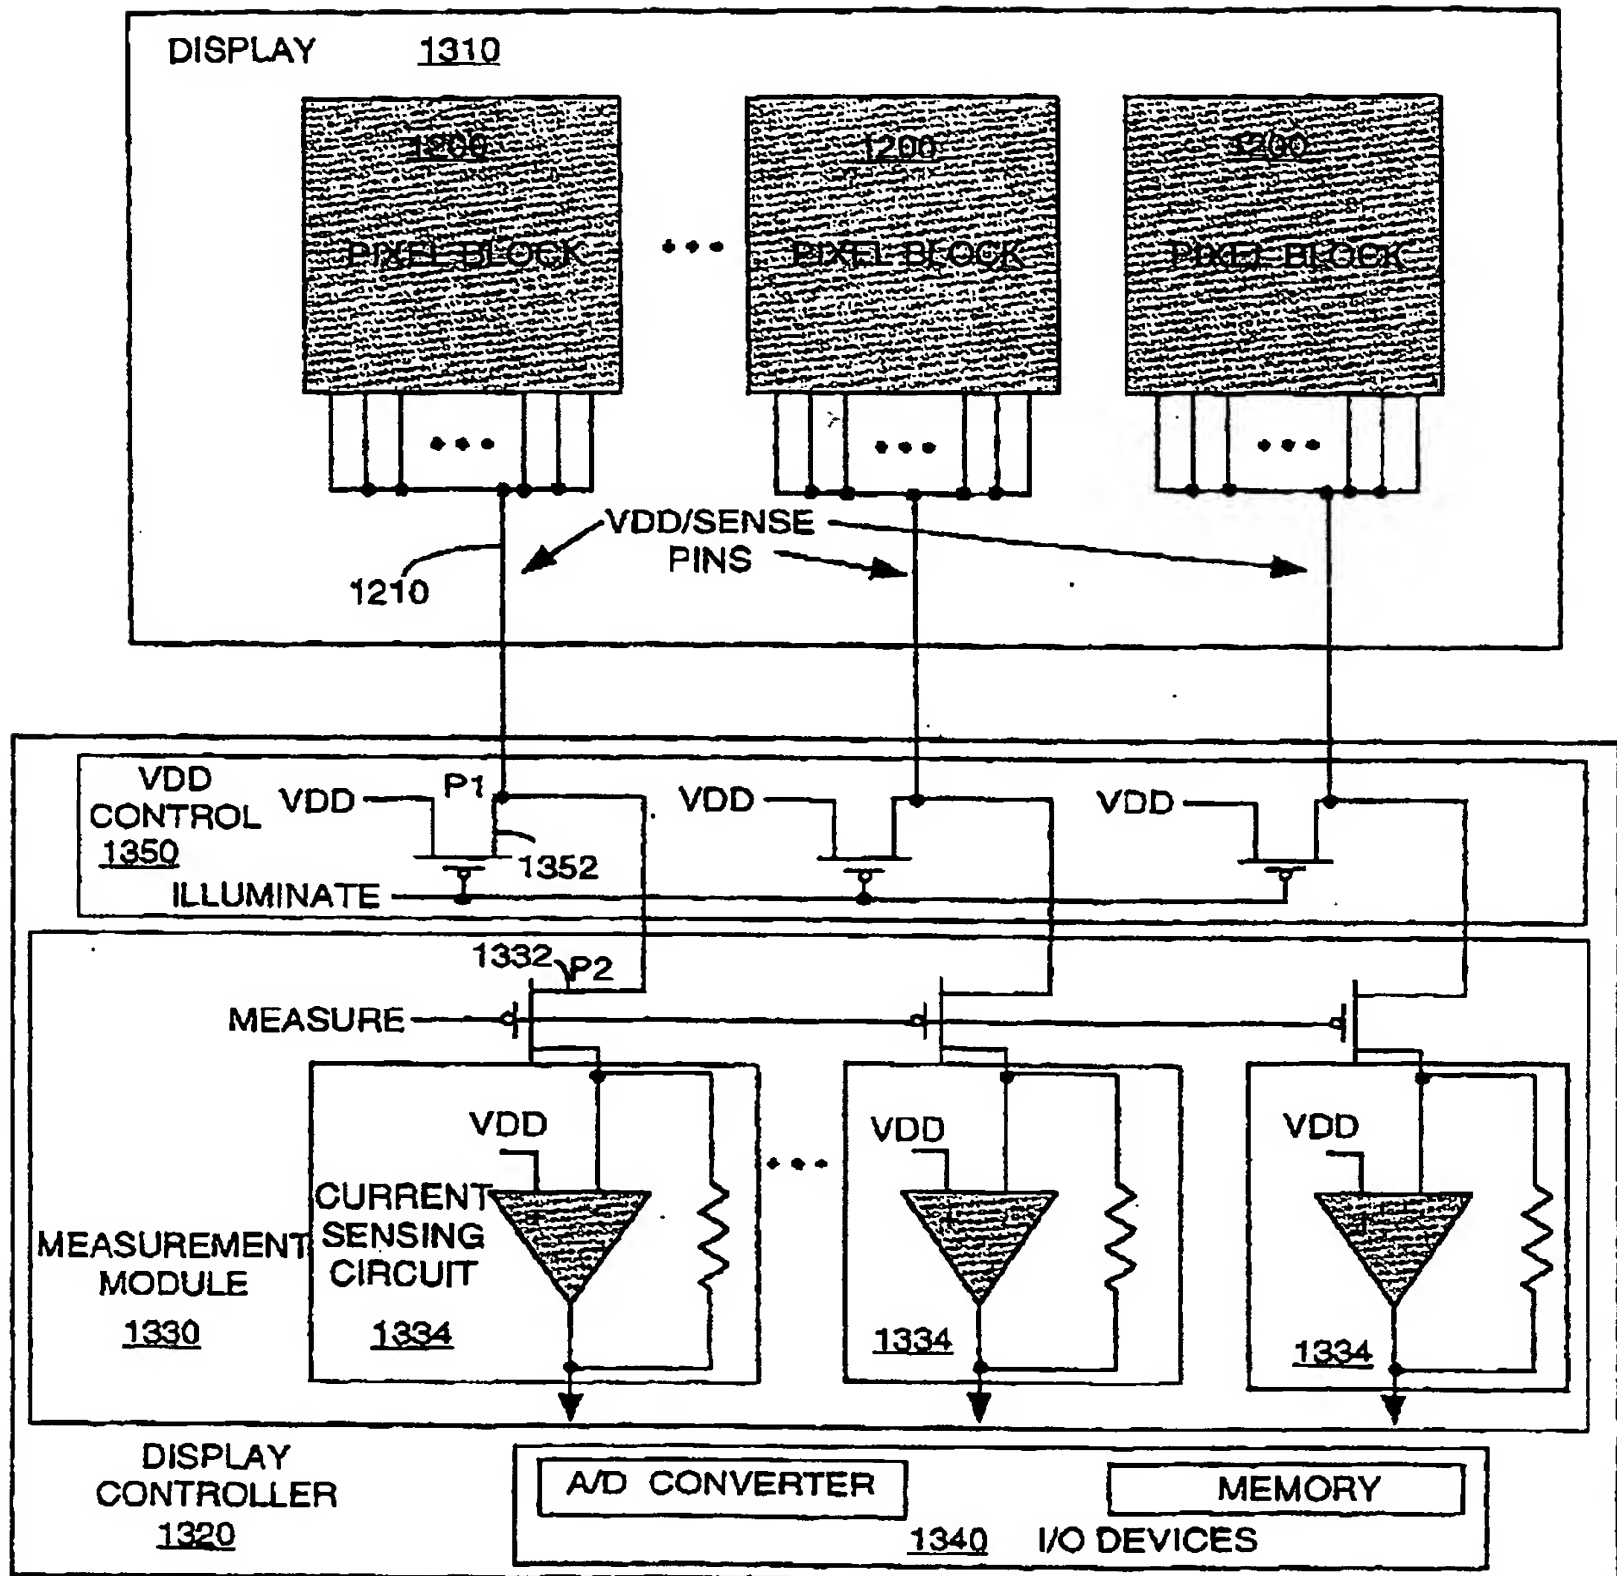 DISPLAY 1310
1200 1200 1200
PIXEL BLOCK PIXEL BLOCK PIXEL BLOCK
VDD/SENSE
PINS
1210
VDD
CONTROL
1350
VDD P1 VDD VDD
1352
ILLUMINATE
1332 P2
MEASURE
VDD VDD VDD
CURRENT
SENSING
CIRCUIT
1334 1334 1334
MEASUREMENT
MODULE
1330
DISPLAY
CONTROLLER
1320
A/D CONVERTER MEMORY
1340 I/O DEVICES